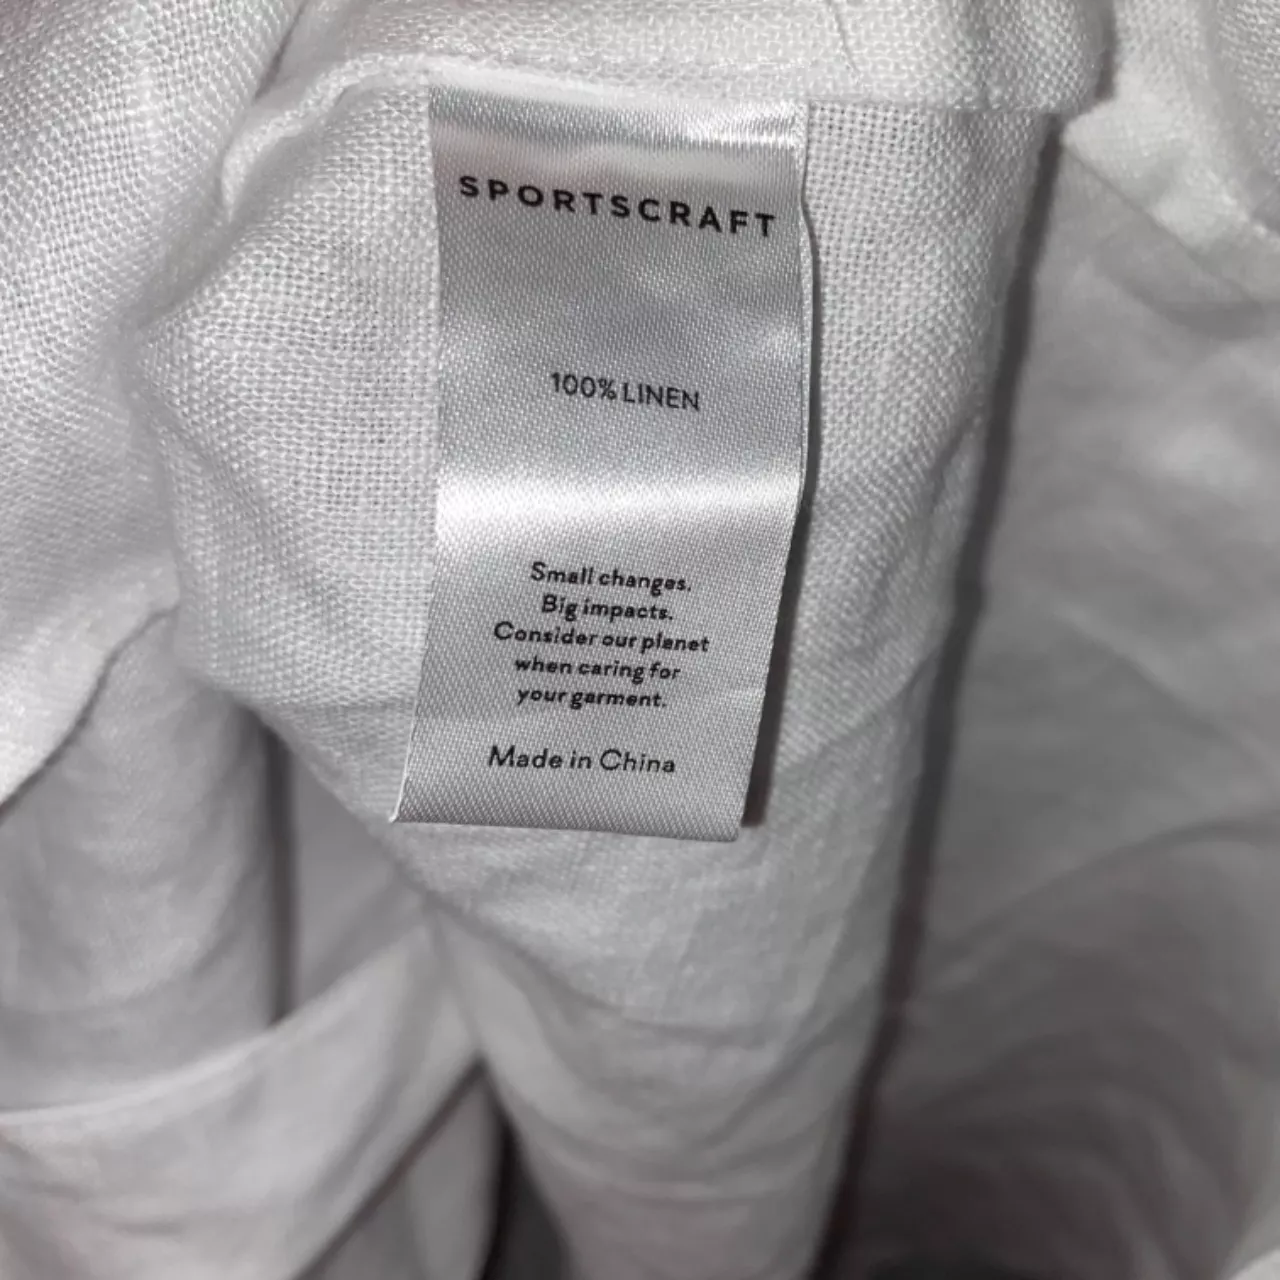 SPORTSCRAFT
100% LINEN
Small changes.
Big impacts.
Consider our planet
when caring for
your garment.
Made in China